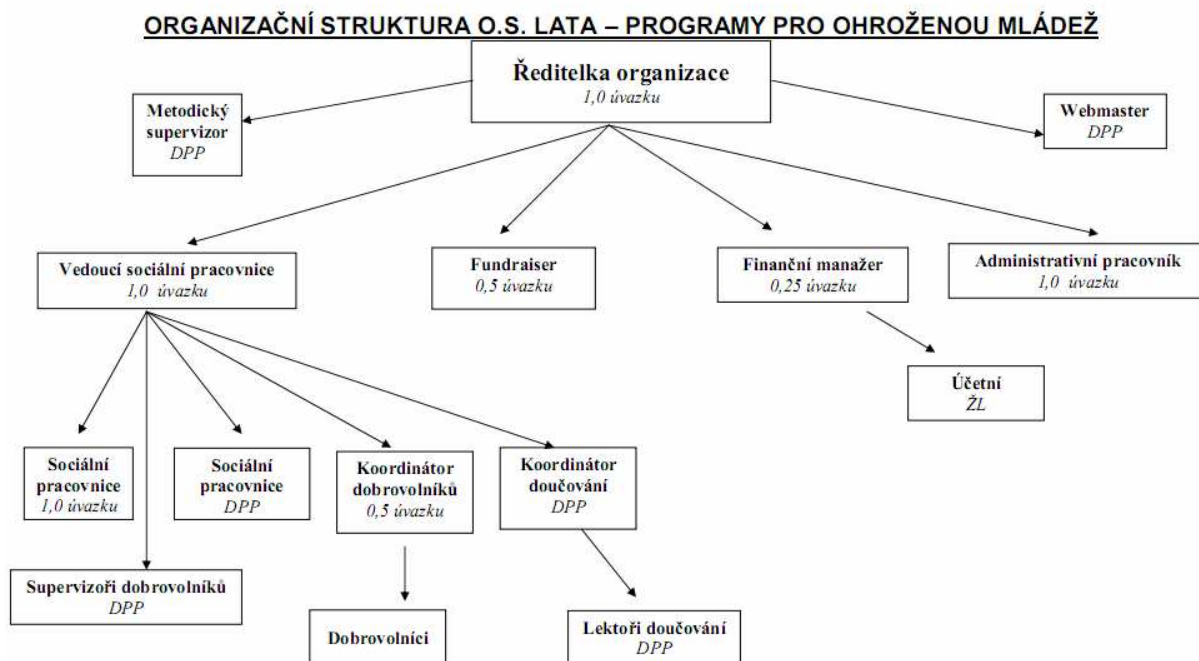 ORGANIZAČNÍ STRUKTURA O.S. LATA – PROGRAMY PRO OHROŽENOU MLÁDEŽ
Ředitelka organizace
1,0 úvazku
Metodický
supervizor
DPP
Webmaster
DPP
Vedoucí sociální pracovnice
1,0 úvazku
Fundraiser
0,5 úvazku
Finanční manažer
0,25 úvazku
Administrativní pracovník
1,0 úvazku
Účetní
ŽL
Sociální
pracovnice
1,0 úvazku
Sociální
pracovnice
DPP
Koordinátor
dobrovolníků
0,5 úvazku
Koordinátor
doučování
DPP
Supervizoři dobrovolníků
DPP
Dobrovolníci
Lektoři doučování
DPP